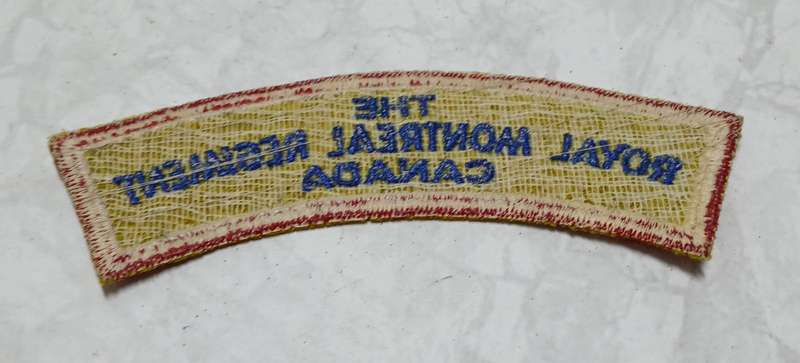 THE
ROYAL MONTREAL REGIMENT
CANADA